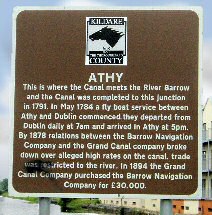 KILDARE
COUNTY
ATHY
This is where the Canal meets the River Barrow
and the Canal was completed to this junction
in 1791. In May 1784 a fly boat service between
Athy and Dublin commenced they departed from
Dublin daily at 7am and arrived in Athy at 5pm.
By 1878 relations between the Barrow Navigation
Company and the Grand Canal company broke
down over alleged high rates on the canal, trade
was restricted to the river. In 1894 the Grand
Canal Company purchased the Barrow Navigation
Company for £30.000.